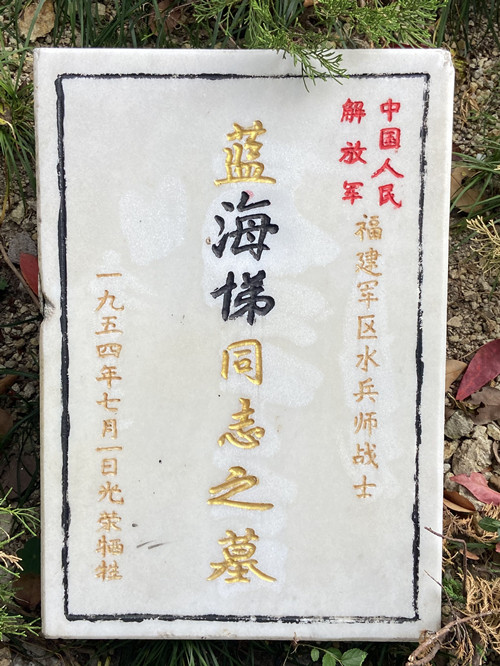 中国人民
解放军
福建军区水兵师战士
蓝海悌同志之墓
一九五四年七月一日光荣牺牲